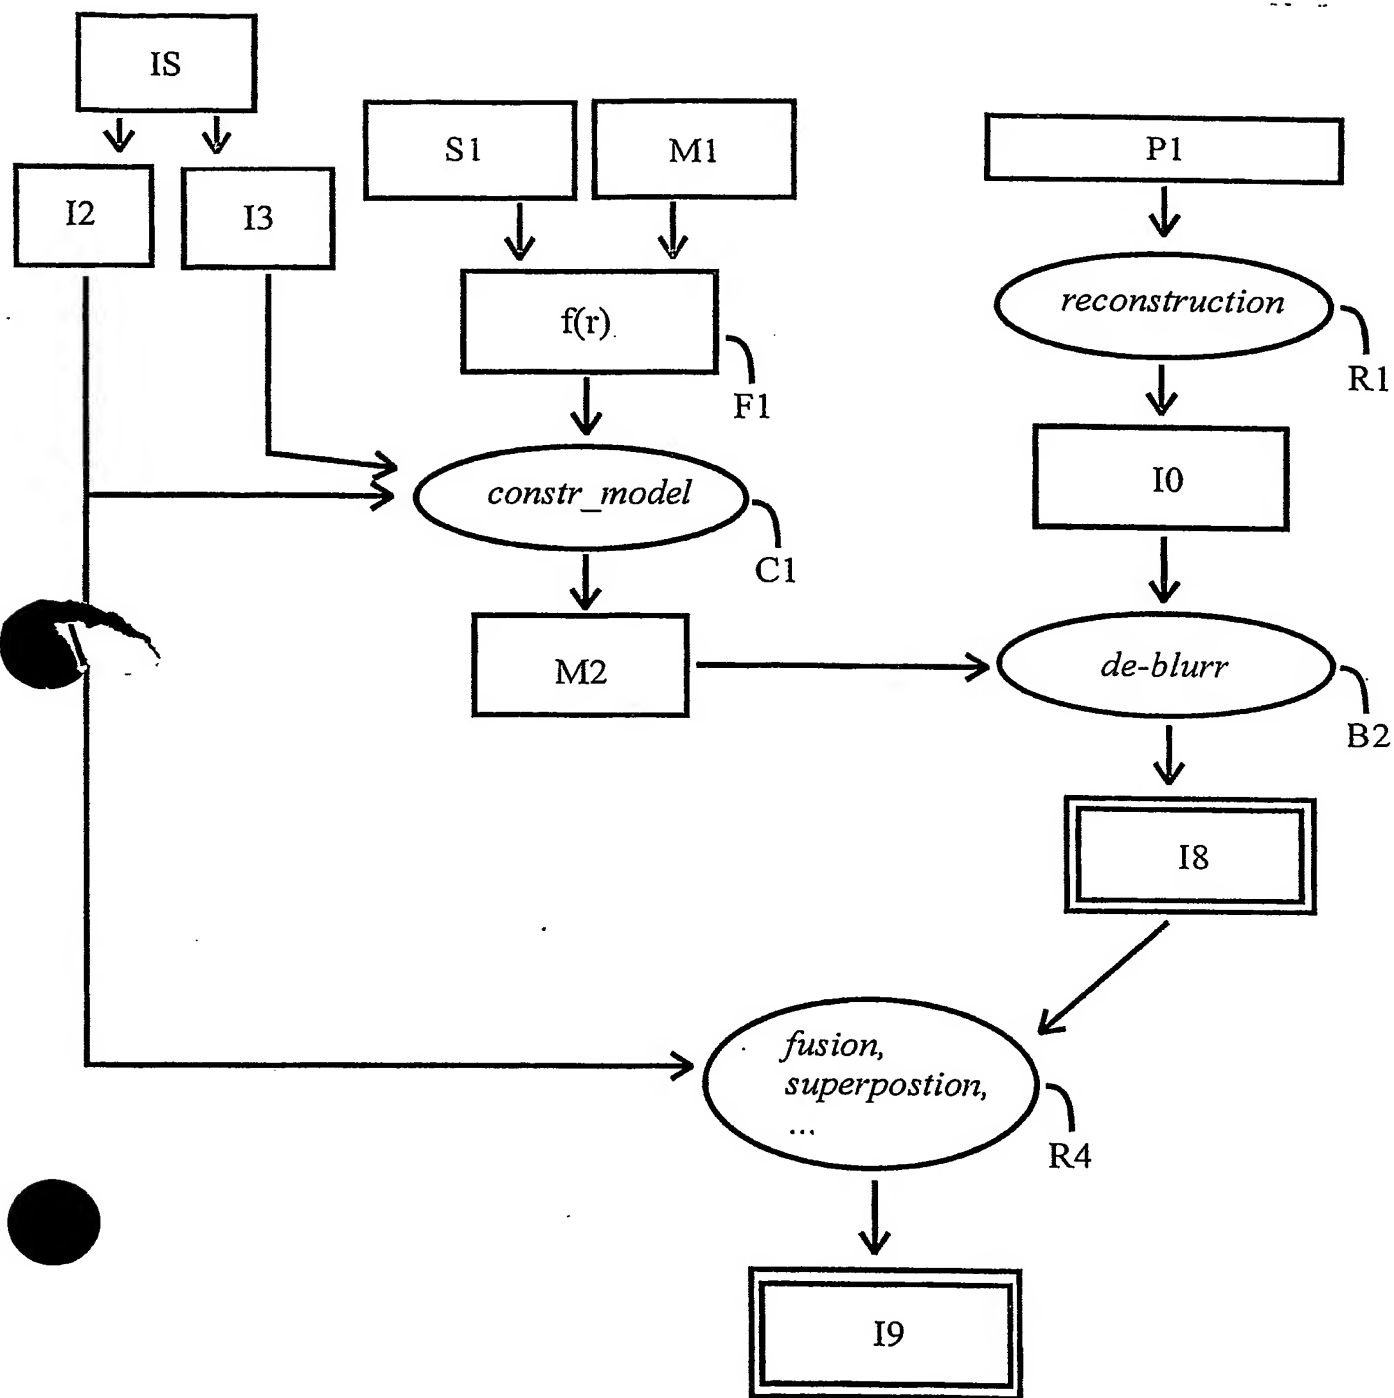 IS
S1
M1
P1
I2
I3
f(r)
reconstruction
F1
R1
constr_model
I0
C1
M2
de-blurr
B2
I8
fusion,
superpostion,
...
R4
I9